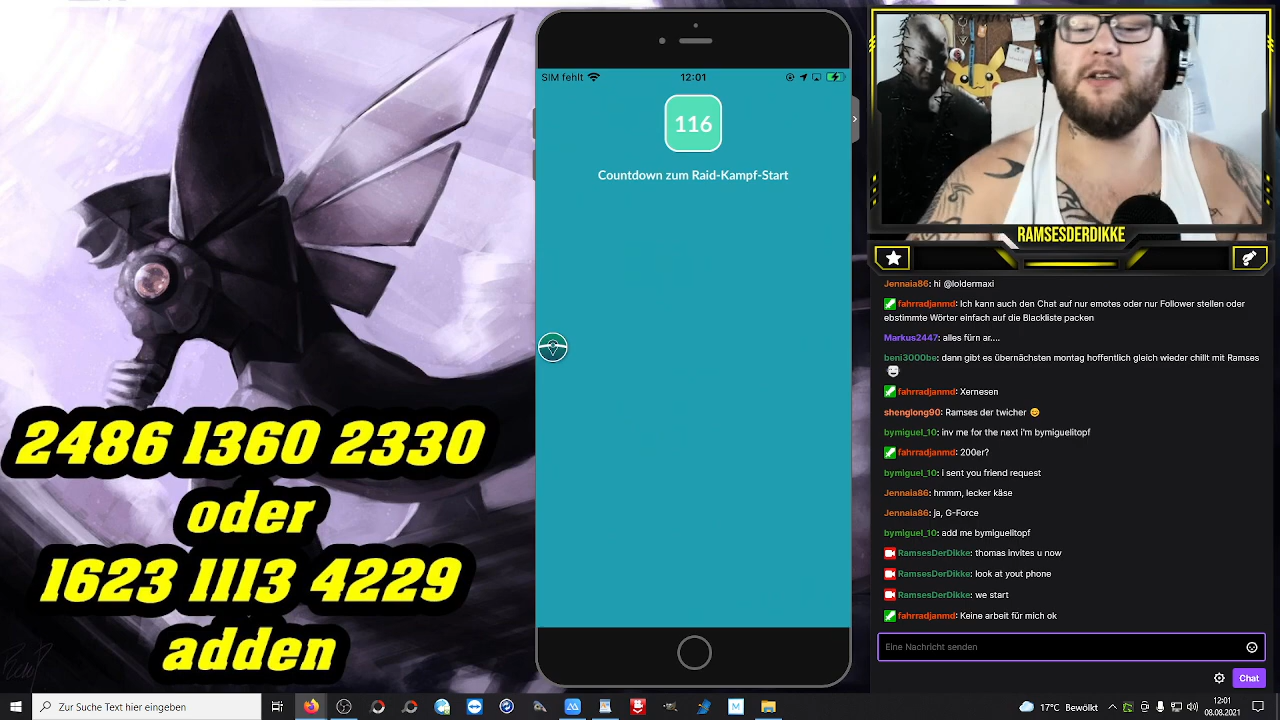 2486 1360 2330
oder
1623 1113 4229
adden
SIM fehlt
12:01
116
Countdown zum Raid-Kampf-Start
RAMSESDERDIKKE
Jennaia86: hi @loldermaxi
fahrradjanmd: Ich kann auch den Chat auf nur emotes oder nur Follower stellen oder
ebstimmte Wörter einfach auf die Blackliste packen
Markus2447: alles fürn ar....
beni3000be: dann gibt es übernächsten montag hoffentlich gleich wieder chillt mit Ramses
fahrradjanmd: Xernesen
shenglong90: Ramses der twicher 😄
bymiguel_10: inv me for the next i'm bymiguelitopf
fahrradjanmd: 200er?
bymiguel_10: i sent you friend request
Jennaia86: hmmm, lecker käse
Jennaia86: ja, G-Force
bymiguel_10: add me bymiguelitopf
RamsesDerDikke: thomas invites u now
RamsesDerDikke: look at yout phone
RamsesDerDikke: we start
fahrradjanmd: Keine arbeit für mich ok
Eine Nachricht senden
Chat
Zur Suche Text hier eingeben
M
17°C Bewölkt
12:01
08.08.2021